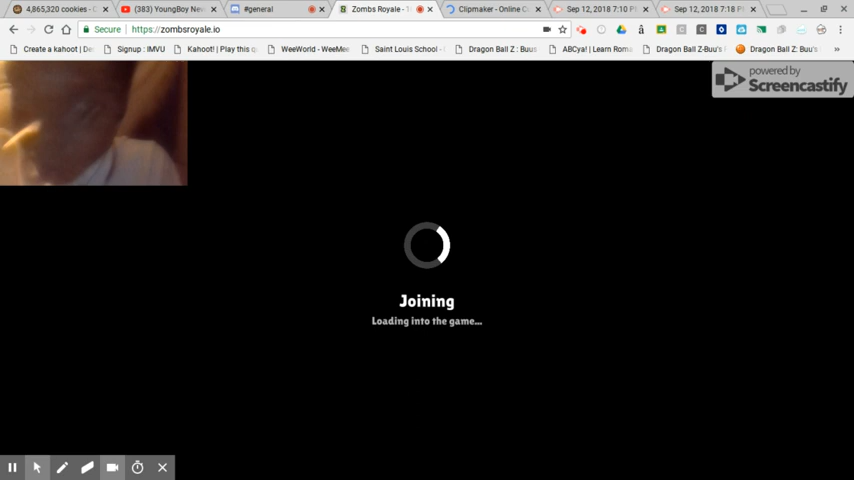 4,865,320 cookies - C
(383) YoungBoy Nev
#general
Zombs Royale - T
Clipmaker - Online C
Sep 12, 2018 7:10 P
Sep 12, 2018 7:18 P
Secure https://zombsroyale.io
Create a kahoot | De
Signup : IMVU
Kahoot! | Play this q
WeeWorld - WeeMee
Saint Louis School -
Dragon Ball Z : Buus
ABCya! | Learn Rom
Dragon Ball Z-Buu's
Dragon Ball Z: Buu's
»
powered by
Screencastify
Joining
Loading into the game...